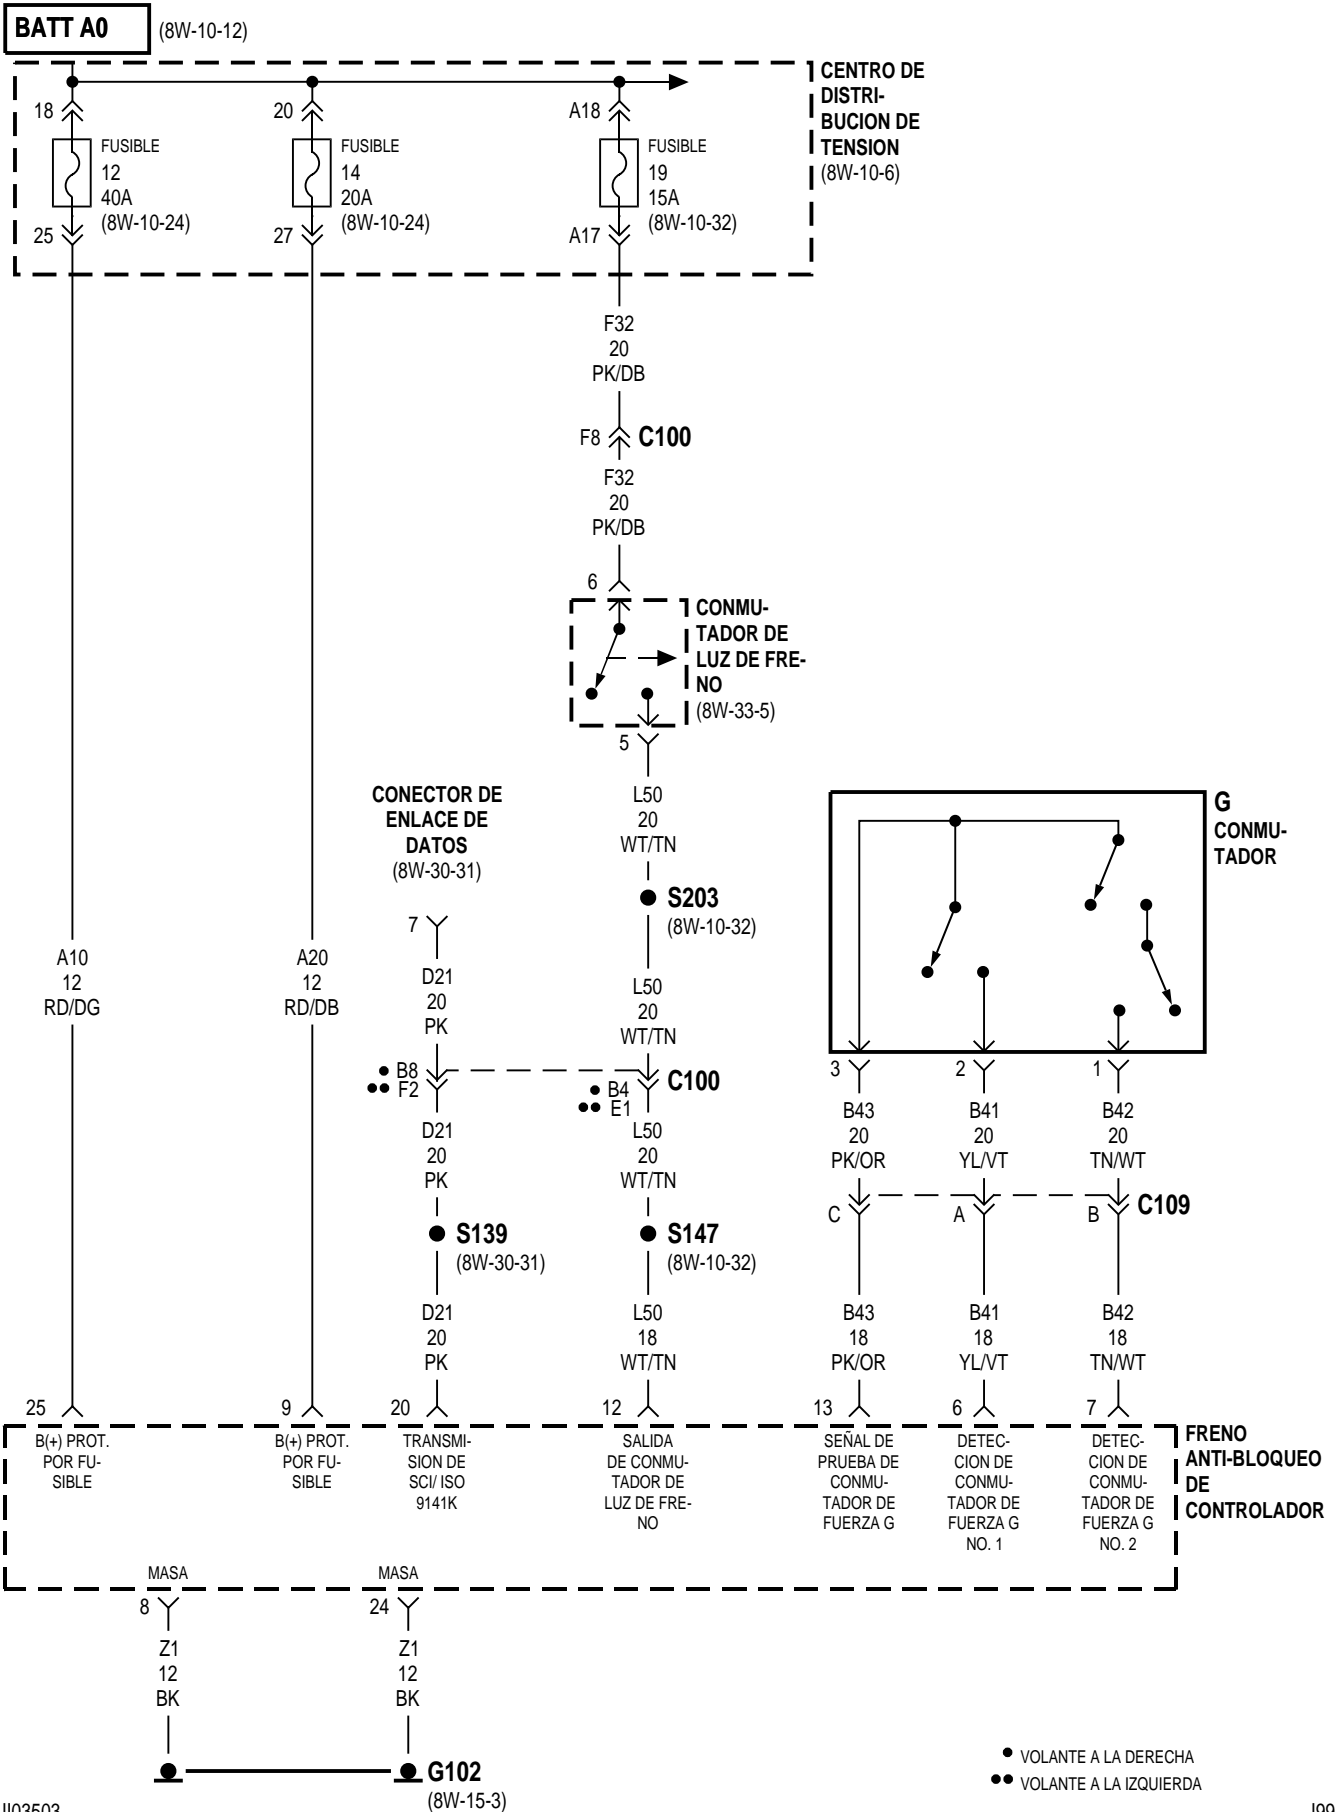 BATT A0 (8W-10-12)
CENTRO DE
DISTRI-
BUCION DE
TENSION
(8W-10-6)
18
FUSIBLE
12
40A
(8W-10-24)
25
20
FUSIBLE
14
20A
(8W-10-24)
27
A18
FUSIBLE
19
15A
(8W-10-32)
A17
F32
20
PK/DB
F8 C100
F32
20
PK/DB
6
CONMU-
TADOR DE
LUZ DE FRE-
NO
(8W-33-5)
5
CONECTOR DE
ENLACE DE
DATOS
(8W-30-31)
7
L50
20
WT/TN
S203
(8W-10-32)
G
CONMU-
TADOR
A10
12
RD/DG
A20
12
RD/DB
D21
20
PK
L50
20
WT/TN
B8
F2
B4
E1
C100
3
2
1
D21
20
PK
L50
20
WT/TN
B43
20
PK/OR
B41
20
YL/VT
B42
20
TN/WT
C
A
B
C109
S139
(8W-30-31)
S147
(8W-10-32)
D21
20
PK
L50
18
WT/TN
B43
18
PK/OR
B41
18
YL/VT
B42
18
TN/WT
25
9
20
12
13
6
7
B(+) PROT.
POR FU-
SIBLE
B(+) PROT.
POR FU-
SIBLE
TRANSMI-
SION DE
SCI/ ISO
9141K
SALIDA
DE CONMU-
TADOR DE
LUZ DE FRE-
NO
SEÑAL DE
PRUEBA DE
CONMU-
TADOR DE
FUERZA G
DETEC-
CION DE
CONMU-
TADOR DE
FUERZA G
NO. 1
DETEC-
CION DE
CONMU-
TADOR DE
FUERZA G
NO. 2
FRENO
ANTI-BLOQUEO
DE
CONTROLADOR
MASA
MASA
8
24
Z1
12
BK
Z1
12
BK
G102
(8W-15-3)
VOLANTE A LA DERECHA
VOLANTE A LA IZQUIERDA